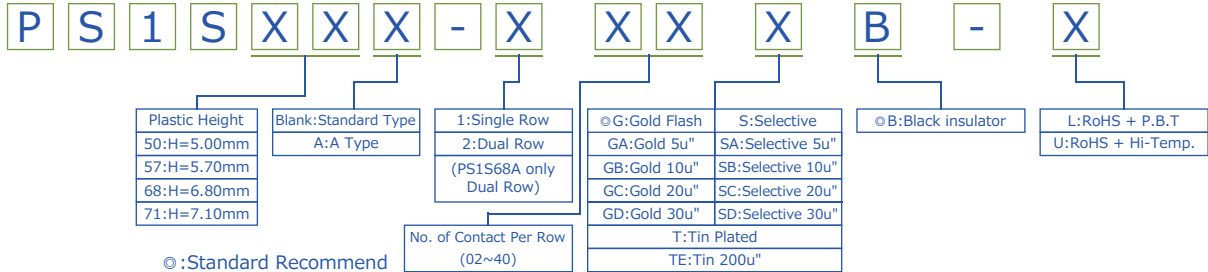 P S 1 S X X X - X X X X B - X
Plastic Height
50:H=5.00mm
57:H=5.70mm
68:H=6.80mm
71:H=7.10mm
Blank:Standard Type
A:A Type
1:Single Row
2:Dual Row
(PS1S68A only
Dual Row)
No. of Contact Per Row
(02~40)
◎G:Gold Flash S:Selective
GA:Gold 5u" SA:Selective 5u"
GB:Gold 10u" SB:Selective 10u"
GC:Gold 20u" SC:Selective 20u"
GD:Gold 30u" SD:Selective 30u"
T:Tin Plated
TE:Tin 200u"
◎B:Black insulator
L:RoHS + P.B.T
U:RoHS + Hi-Temp.
◎:Standard Recommend